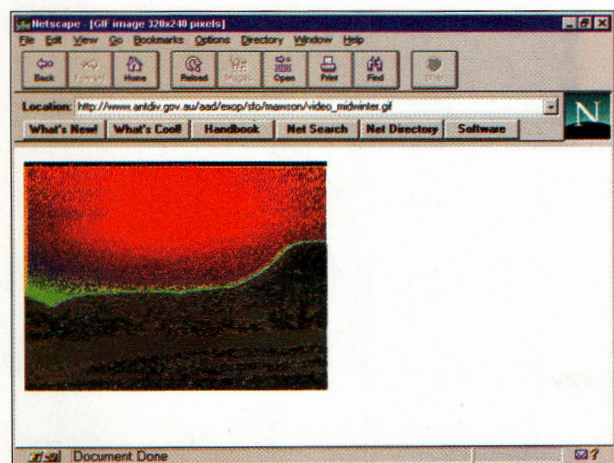 Netscape - [GIF image 320x240 pixels]
File Edit View Go Bookmarks Options Directory Window Help
Back Forward Home Reload Images Open Print Find Stop
Location: http://www.antdiv.gov.au/aad/exop/sfo/mawson/video_midwinter.gif
N
What's New! What's Cool! Handbook Net Search Net Directory Software
Document Done